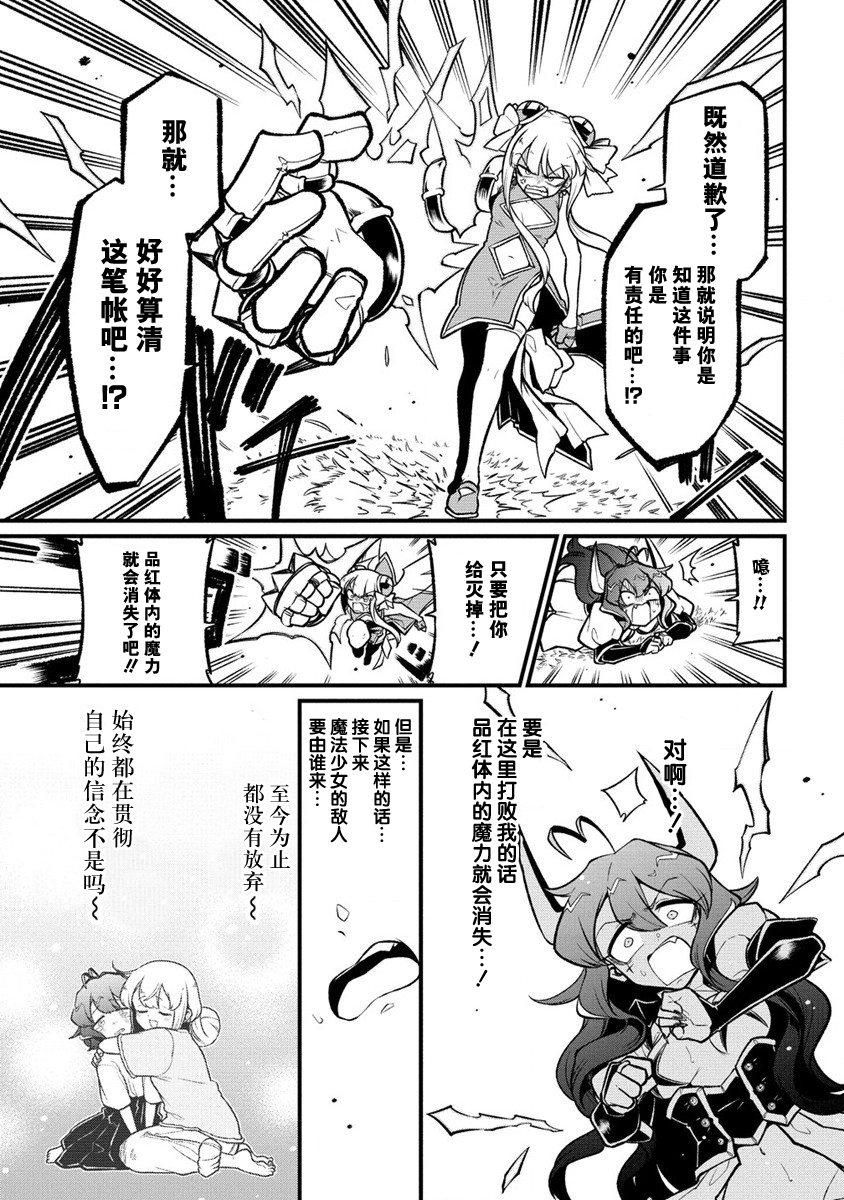 既然道歉了…
那就说明你是
知道这件事
你是
有责任的吧…!?
那就…
好好算清
这笔帐吧…!?
噫…!!
只要把你
给灭掉…!
品红体内的魔力
就会消失了吧!!
对啊…!
要是
在这里打败我的话
品红体内的魔力就会消失…!
但是…
如果这样的话…
接下来
魔法少女的敌人
要由谁来…
至今为止
都没有放弃~
始终都在贯彻
自己的信念不是吗~